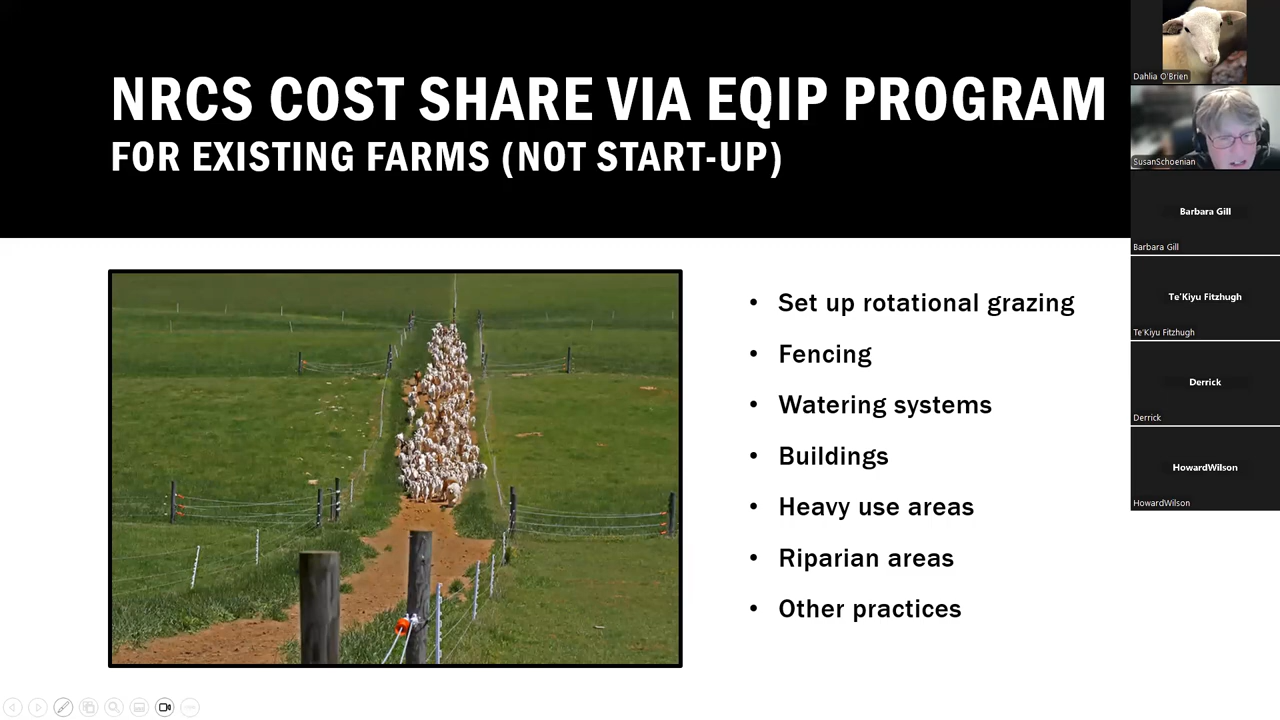 NRCS COST SHARE VIA EQIP PROGRAM
FOR EXISTING FARMS (NOT START-UP)
• Set up rotational grazing
• Fencing
• Watering systems
• Buildings
• Heavy use areas
• Riparian areas
• Other practices
Dahlia O'Brien
SusanSchoenian
Barbara Gill
Barbara Gill
Te'Kiyu Fitzhugh
Te'Kiyu Fitzhugh
Derrick
Derrick
HowardWilson
HowardWilson